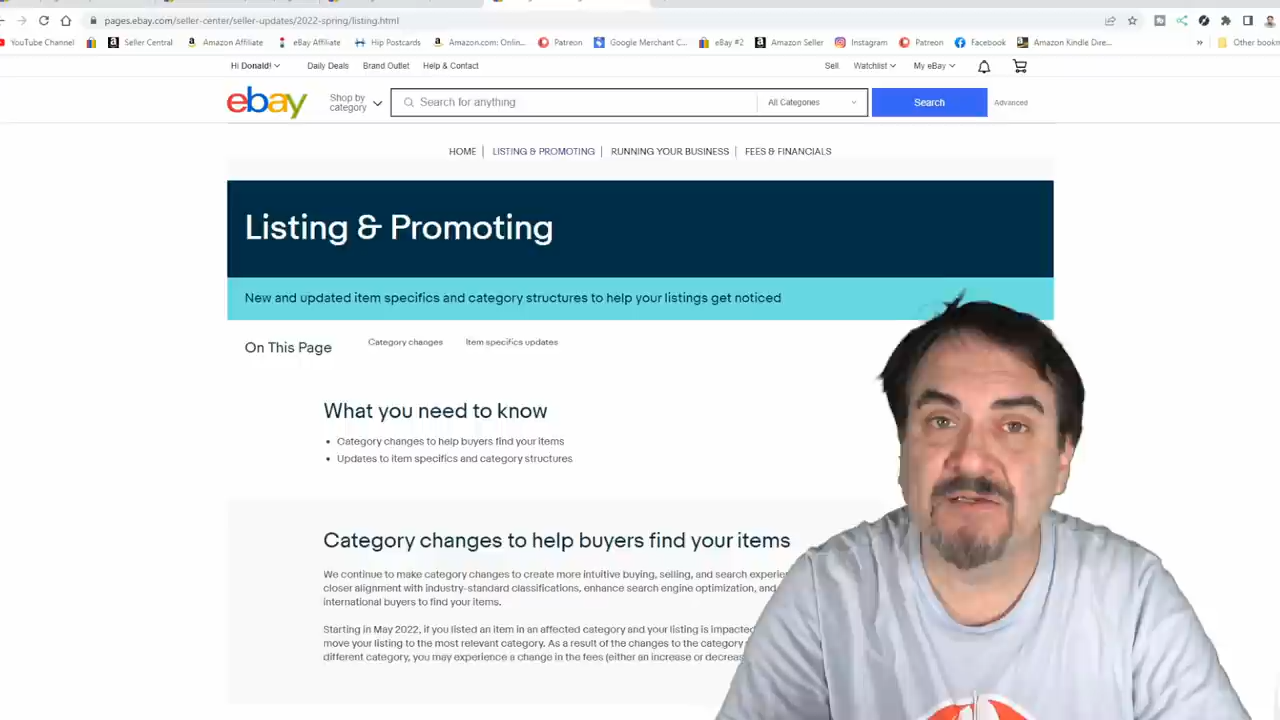 pages.ebay.com/seller-center/seller-updates/2022-spring/listing.html
YouTube Channel Seller Central Amazon Affiliate eBay Affiliate Hip Postcards Amazon.com: Onlin... Patreon Google Merchant C... eBay #2 Amazon Seller Instagram Patreon Facebook Amazon Kindle Dire... » Other bookm
Hi Donald! Daily Deals Brand Outlet Help & Contact Sell Watchlist My eBay
ebay Shop by category Search for anything All Categories Search Advanced
HOME | LISTING & PROMOTING | RUNNING YOUR BUSINESS | FEES & FINANCIALS
Listing & Promoting
New and updated item specifics and category structures to help your listings get noticed
On This Page Category changes Item specifics updates
What you need to know
• Category changes to help buyers find your items
• Updates to item specifics and category structures
Category changes to help buyers find your items
We continue to make category changes to create more intuitive buying, selling, and search experie
closer alignment with industry-standard classifications, enhance search engine optimization, and
international buyers to find your items.
Starting in May 2022, if you listed an item in an affected category and your listing is impacted
move your listing to the most relevant category. As a result of the changes to the category
different category, you may experience a change in the fees (either an increase or decreas